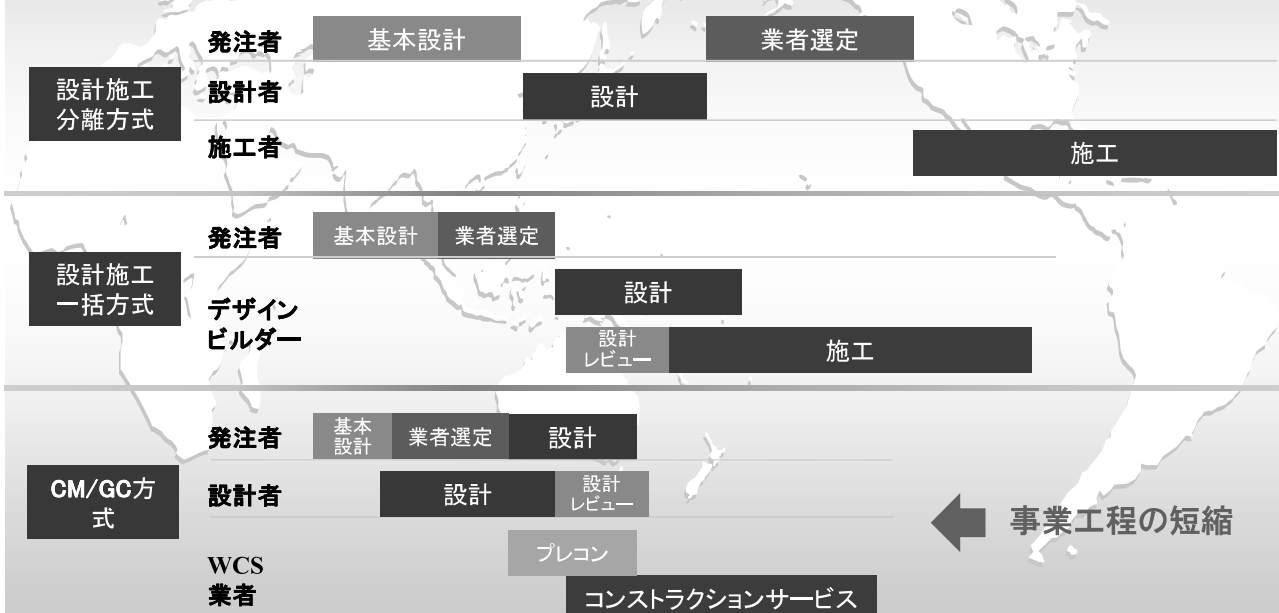 設計施工
分離方式
発注者
基本設計
業者選定
設計者
設計
施工者
施工
設計施工
一括方式
発注者
基本設計
業者選定
デザイン
ビルダー
設計
設計
レビュー
施工
CM/GC方
式
発注者
基本
設計
業者選定
設計
設計者
設計
設計
レビュー
WCS
業者
プレコン
コンストラクションサービス
事業工程の短縮